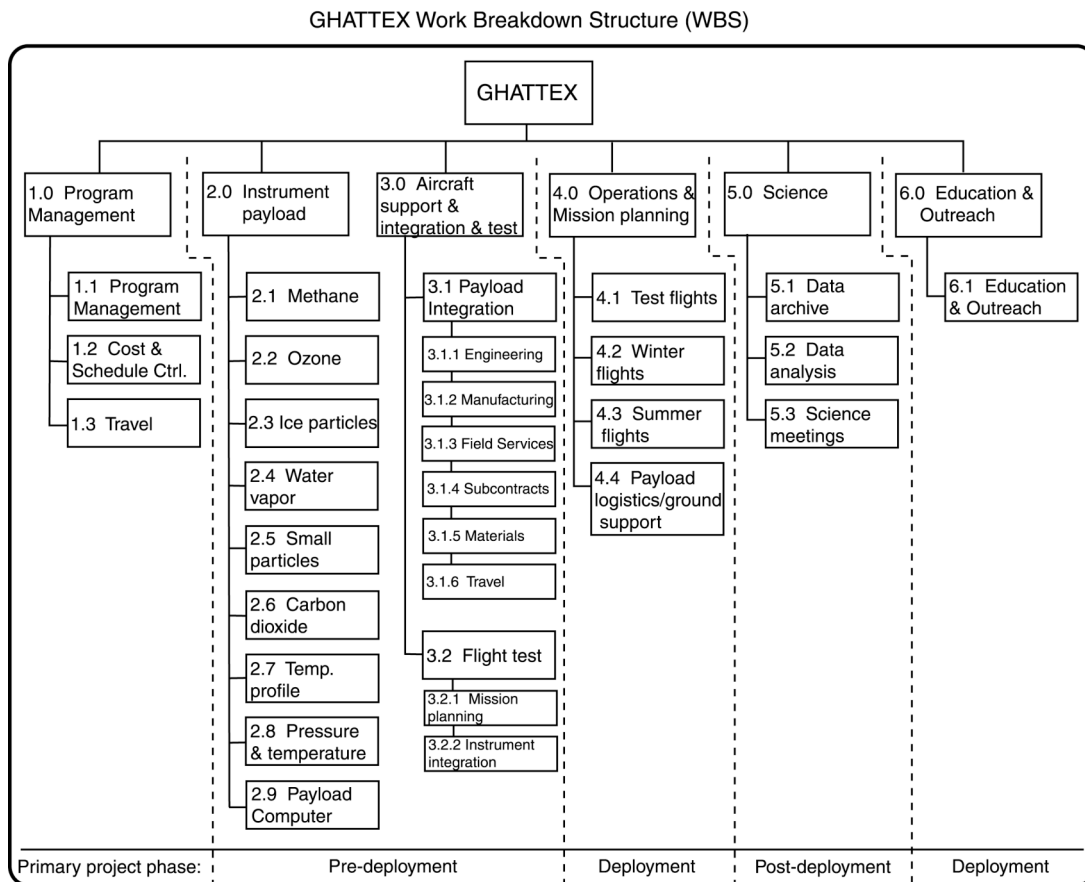 GHATTEX Work Breakdown Structure (WBS)
GHATTEX
1.0 Program
Management
2.0 Instrument
payload
3.0 Aircraft
support &
integration & test
4.0 Operations &
Mission planning
5.0 Science
6.0 Education &
Outreach
1.1 Program
Management
1.2 Cost &
Schedule Ctrl.
1.3 Travel
2.1 Methane
2.2 Ozone
2.3 Ice particles
2.4 Water
vapor
2.5 Small
particles
2.6 Carbon
dioxide
2.7 Temp.
profile
2.8 Pressure
& temperature
2.9 Payload
Computer
3.1 Payload
Integration
3.1.1 Engineering
3.1.2 Manufacturing
3.1.3 Field Services
3.1.4 Subcontracts
3.1.5 Materials
3.1.6 Travel
3.2 Flight test
3.2.1 Mission
planning
3.2.2 Instrument
integration
4.1 Test flights
4.2 Winter
flights
4.3 Summer
flights
4.4 Payload
logistics/ground
support
5.1 Data
archive
5.2 Data
analysis
5.3 Science
meetings
6.1 Education
& Outreach
Primary project phase:
Pre-deployment
Deployment
Post-deployment
Deployment